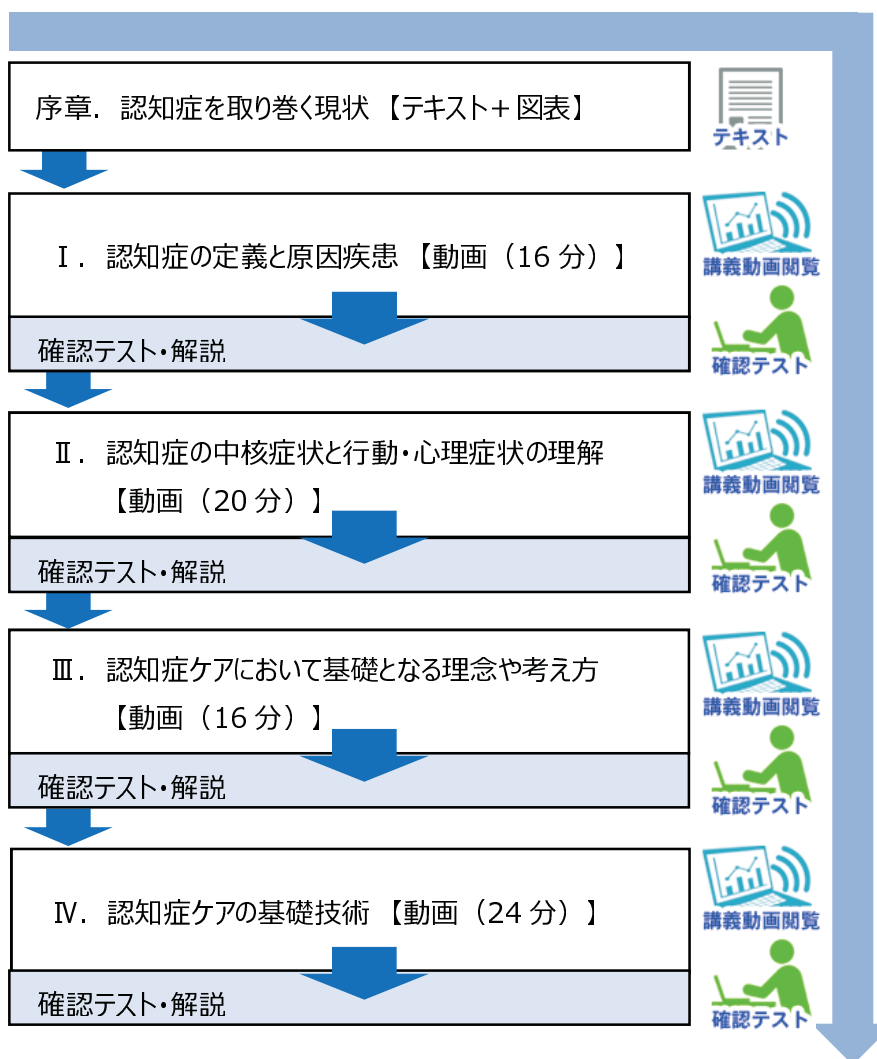 序章．認知症を取り巻く現状 【テキスト＋図表】
テキスト
Ⅰ．認知症の定義と原因疾患 【動画（16 分）】
講義動画閲覧
確認テスト・解説
確認テスト
Ⅱ．認知症の中核症状と行動・心理症状の理解
【動画（20 分）】
講義動画閲覧
確認テスト・解説
確認テスト
Ⅲ．認知症ケアにおいて基礎となる理念や考え方
【動画（16 分）】
講義動画閲覧
確認テスト・解説
確認テスト
Ⅳ．認知症ケアの基礎技術 【動画（24 分）】
講義動画閲覧
確認テスト・解説
確認テスト